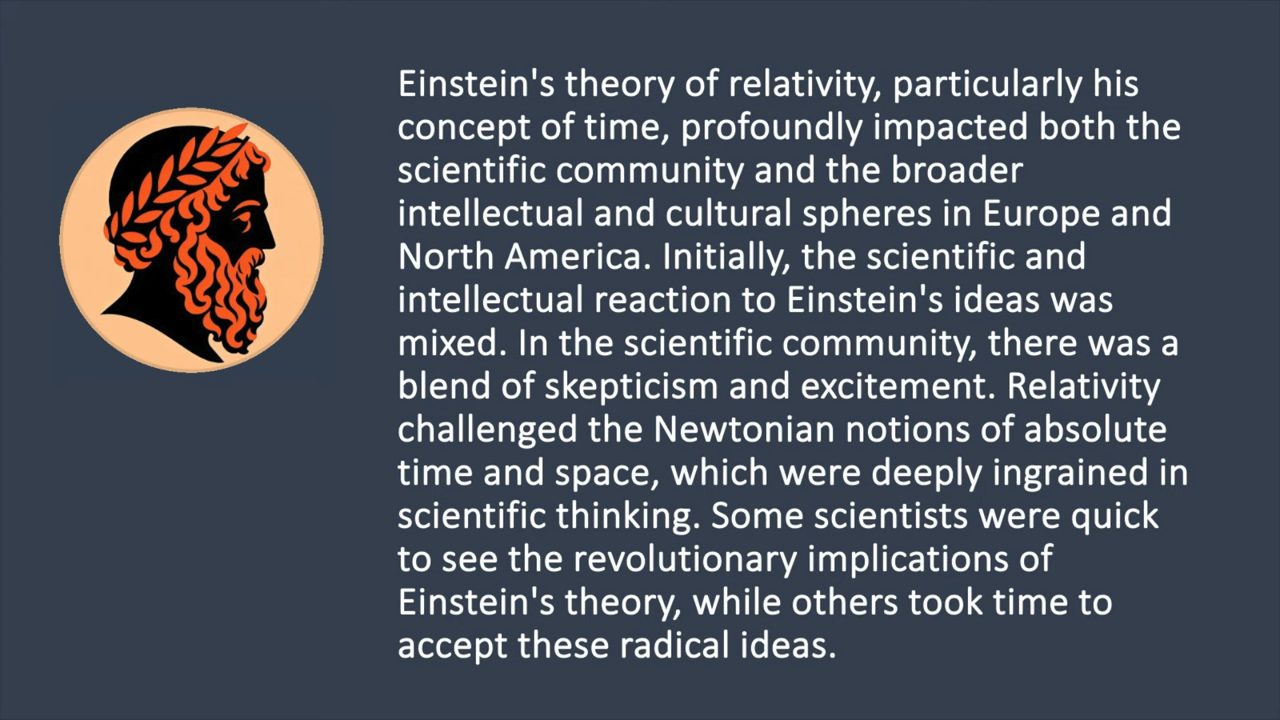 Einstein's theory of relativity, particularly his
concept of time, profoundly impacted both the
scientific community and the broader
intellectual and cultural spheres in Europe and
North America. Initially, the scientific and
intellectual reaction to Einstein's ideas was
mixed. In the scientific community, there was a
blend of skepticism and excitement. Relativity
challenged the Newtonian notions of absolute
time and space, which were deeply ingrained in
scientific thinking. Some scientists were quick
to see the revolutionary implications of
Einstein's theory, while others took time to
accept these radical ideas.